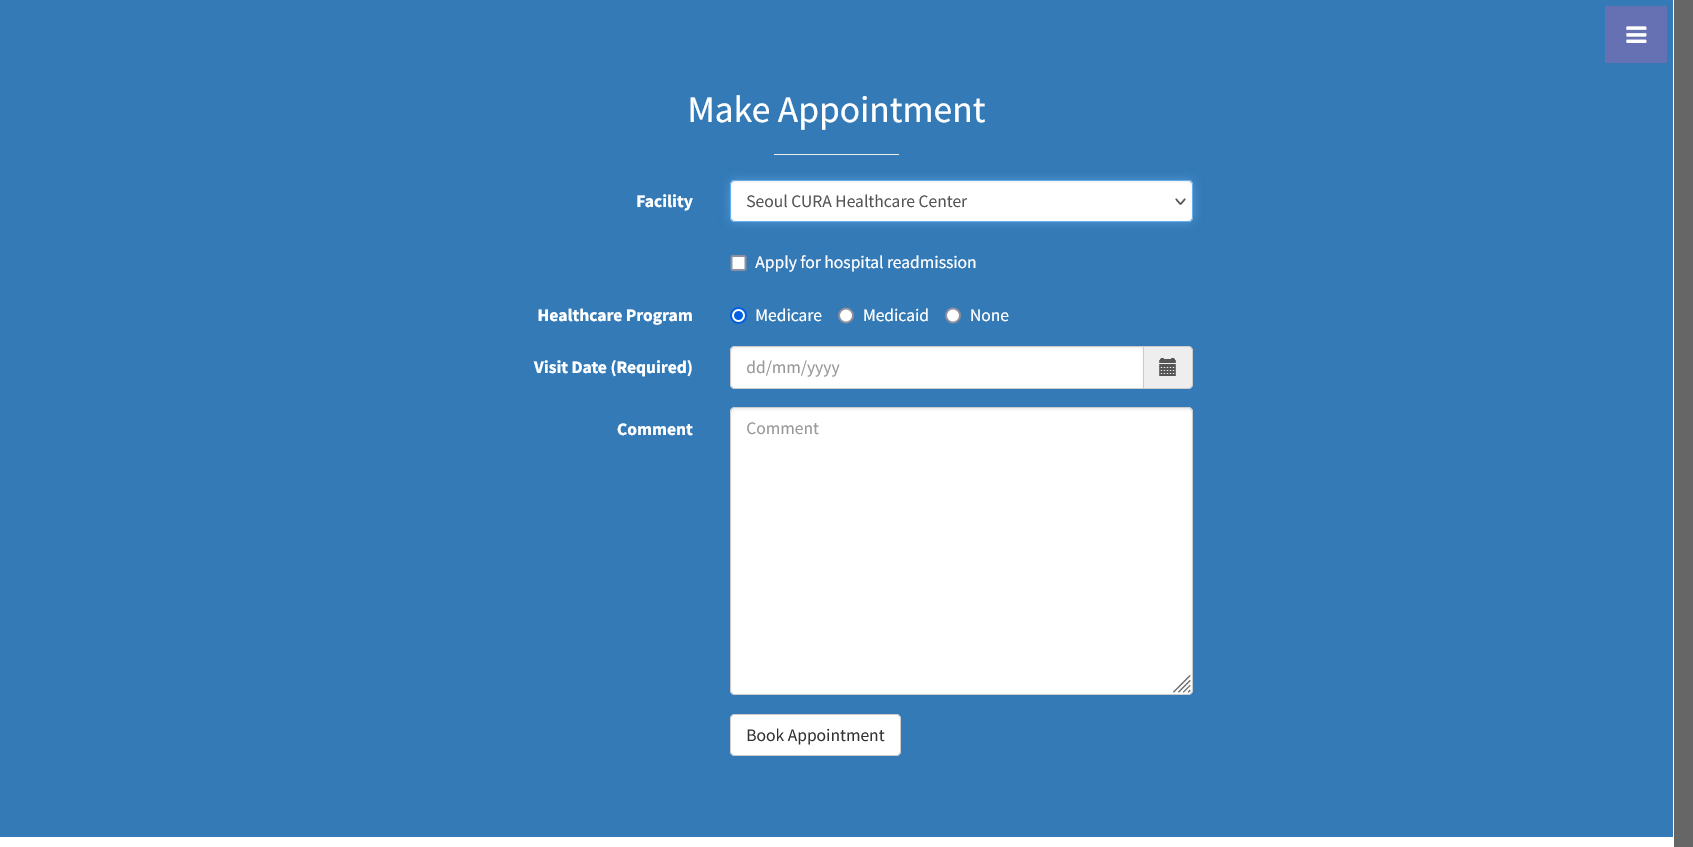 Make Appointment
Facility
Seoul CURA Healthcare Center
Apply for hospital readmission
Healthcare Program
Medicare
Medicaid
None
Visit Date (Required)
dd/mm/yyyy
Comment
Comment
Book Appointment